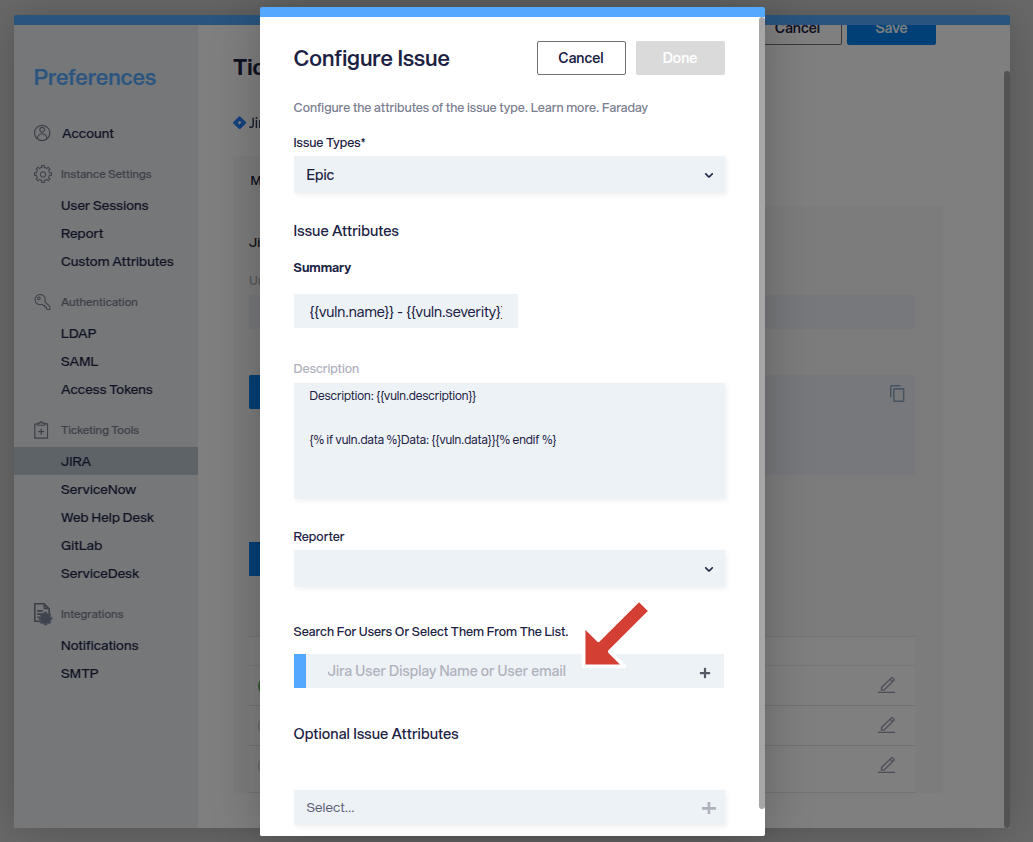 Cancel
Save
Preferences
Tic
Account
Jir
Instance Settings
User Sessions
Report
Custom Attributes
Authentication
LDAP
SAML
Access Tokens
Ticketing Tools
JIRA
ServiceNow
Web Help Desk
GitLab
ServiceDesk
Integrations
Notifications
SMTP
Configure Issue
Cancel
Done
Configure the attributes of the issue type. Learn more. Faraday
Issue Types*
Epic
Issue Attributes
Summary
{{vuln.name}} - {{vuln.severity}
Description
Description: {{vuln.description}}
{% if vuln.data %}Data: {{vuln.data}}{% endif %}
Reporter
Search For Users Or Select Them From The List.
Jira User Display Name or User email
Optional Issue Attributes
Select...